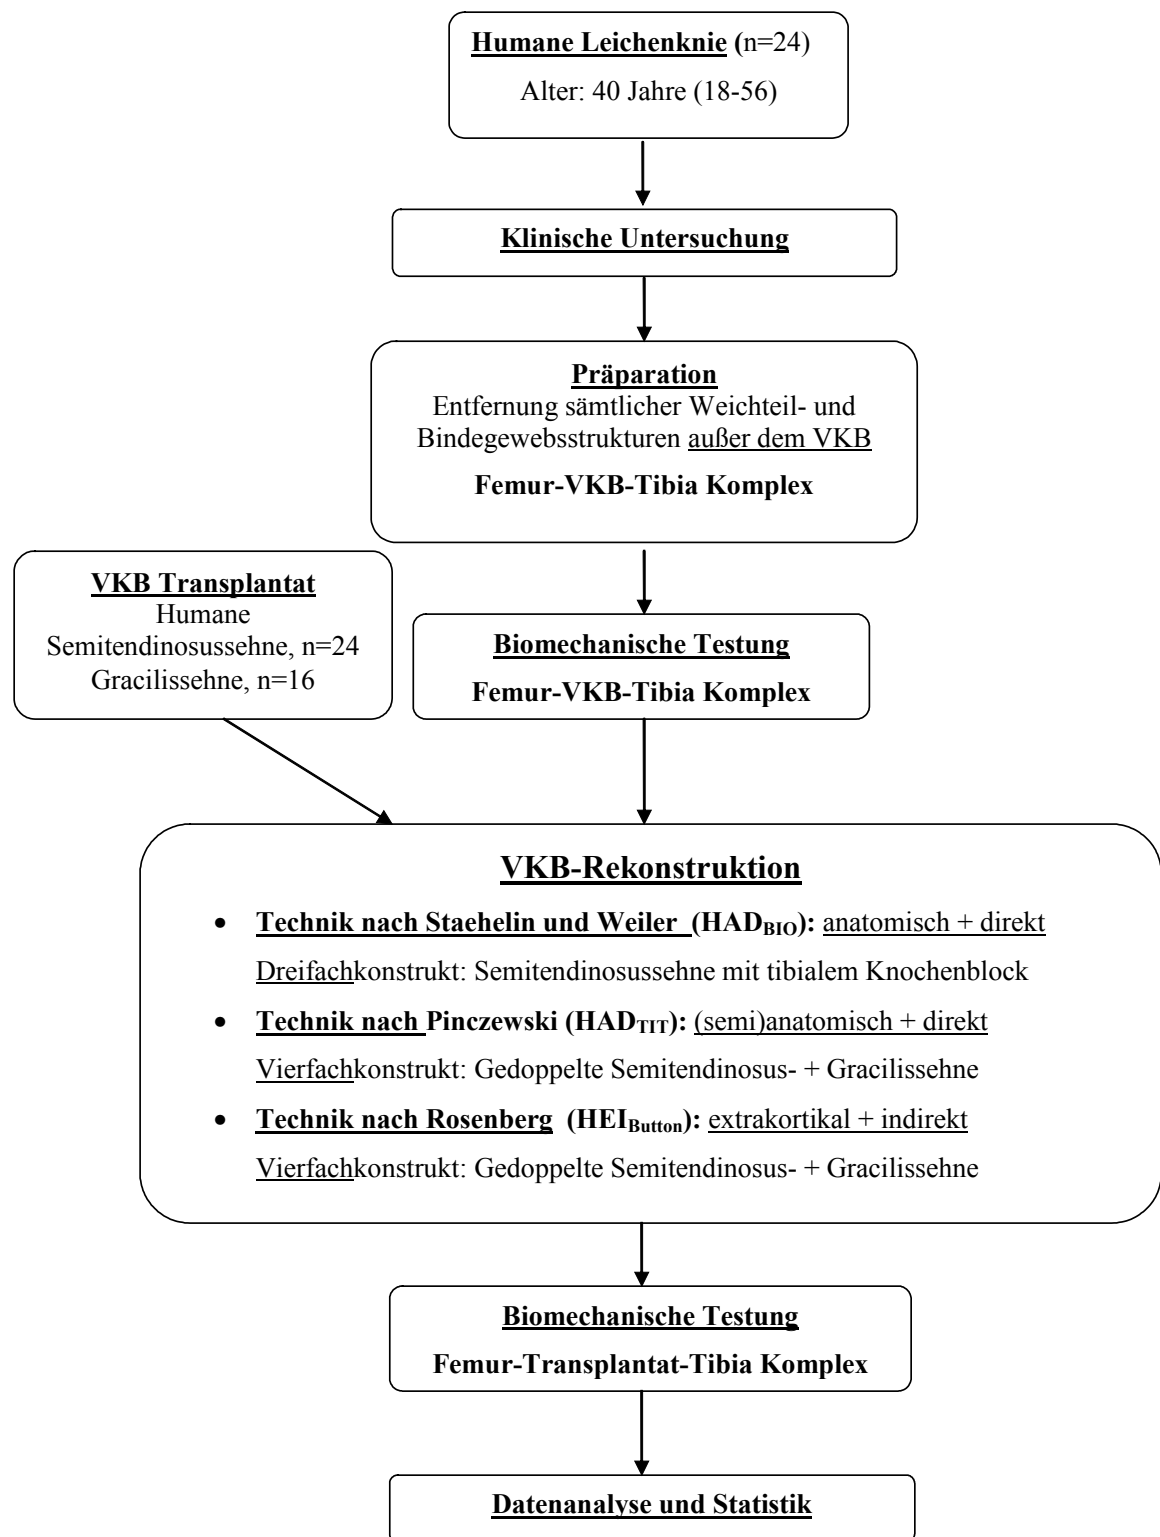 Humane Leichenknie (n=24)
Alter: 40 Jahre (18-56)
Klinische Untersuchung
Präparation
Entfernung sämtlicher Weichteil- und
Bindegewebsstrukturen außer dem VKB
Femur-VKB-Tibia Komplex
VKB Transplantat
Humane
Semitendinosussehne, n=24
Gracilissehne, n=16
Biomechanische Testung
Femur-VKB-Tibia Komplex
VKB-Rekonstruktion
• Technik nach Staehelin und Weiler (HAD_BIO): anatomisch + direkt
Dreifachkonstrukt: Semitendinosussehne mit tibialem Knochenblock
• Technik nach Pinczewski (HAD_TIT): (semi)anatomisch + direkt
Vierfachkonstrukt: Gedoppelte Semitendinosus- + Gracilissehne
• Technik nach Rosenberg (HEI_Button): extrakortikal + indirekt
Vierfachkonstrukt: Gedoppelte Semitendinosus- + Gracilissehne
Biomechanische Testung
Femur-Transplantat-Tibia Komplex
Datenanalyse und Statistik